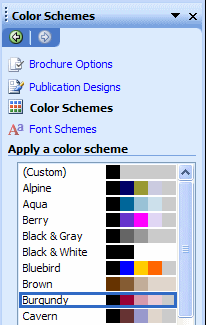 Color Schemes
Brochure Options
Publication Designs
Color Schemes
Font Schemes
Apply a color scheme
(Custom)
Alpine
Aqua
Berry
Black & Gray
Black & White
Bluebird
Brown
Burgundy
Cavern